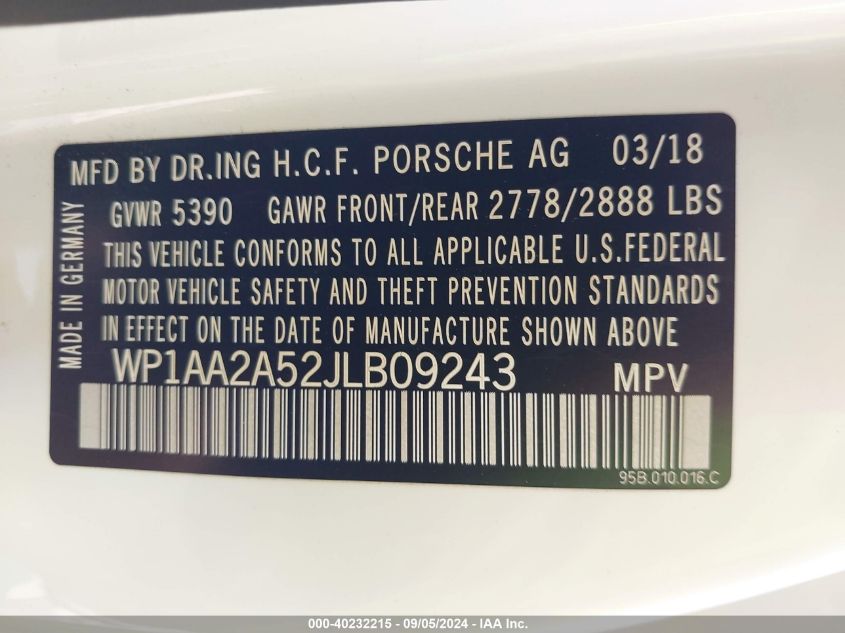 MFD BY DR.ING H.C.F. PORSCHE AG 03/18
GVWR 5390 GAWR FRONT/REAR 2778/2888 LBS
THIS VEHICLE CONFORMS TO ALL APPLICABLE U.S.FEDERAL
MOTOR VEHICLE SAFETY AND THEFT PREVENTION STANDARDS
IN EFFECT ON THE DATE OF MANUFACTURE SHOWN ABOVE
WP1AA2A52JLB09243 MPV
95B.010.016.C
MADE IN GERMANY
000-40232215 - 09/05/2024 - IAA Inc.